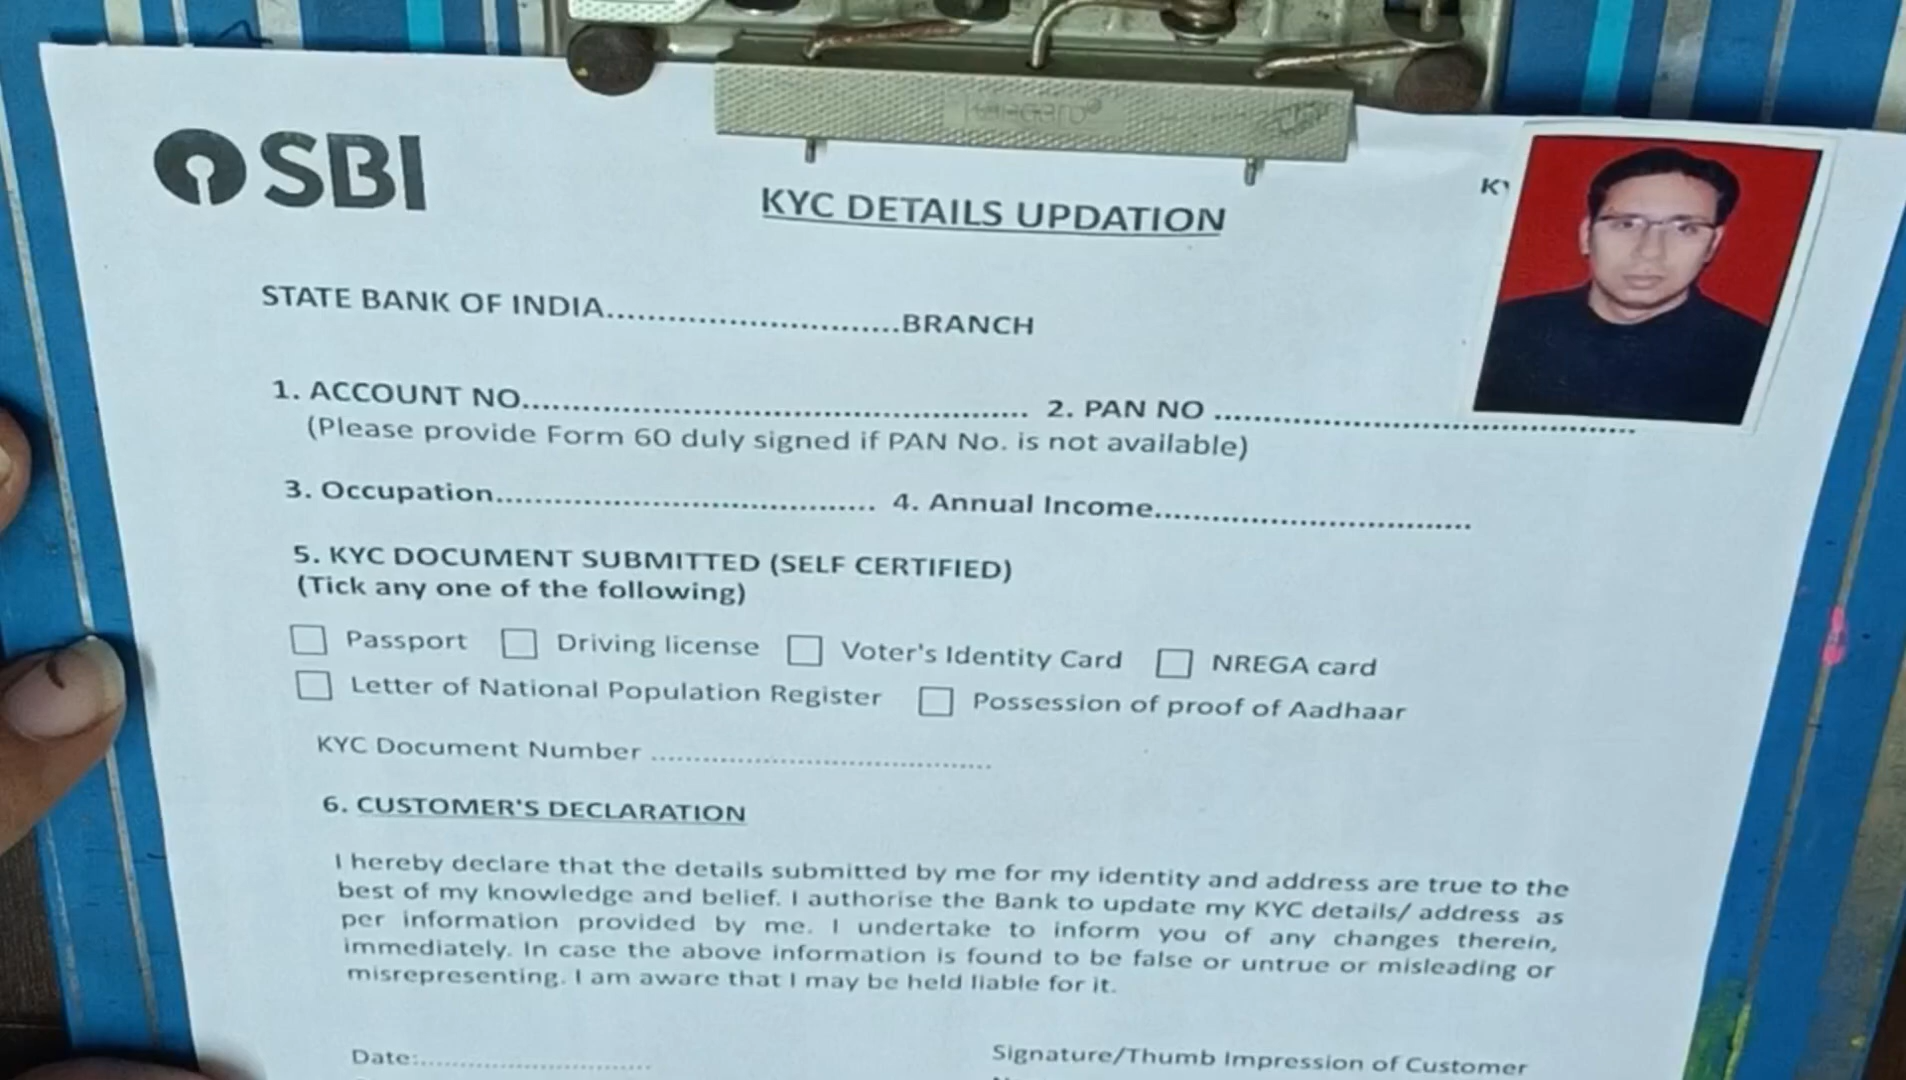 SBI
KYC DETAILS UPDATION
STATE BANK OF INDIA.............................BRANCH
1. ACCOUNT NO.................................................. 2. PAN NO ..........................................
(Please provide Form 60 duly signed if PAN No. is not available)
3. Occupation...................................... 4. Annual Income................................
5. KYC DOCUMENT SUBMITTED (SELF CERTIFIED)
(Tick any one of the following)
Passport Driving license Voter's Identity Card NREGA card
Letter of National Population Register Possession of proof of Aadhaar
KYC Document Number ......................................
6. CUSTOMER'S DECLARATION
I hereby declare that the details submitted by me for my identity and address are true to the
best of my knowledge and belief. I authorise the Bank to update my KYC details/ address as
per information provided by me. I undertake to inform you of any changes therein,
immediately. In case the above information is found to be false or untrue or misleading or
misrepresenting. I am aware that I may be held liable for it.
Date:..........................
Signature/Thumb Impression of Customer